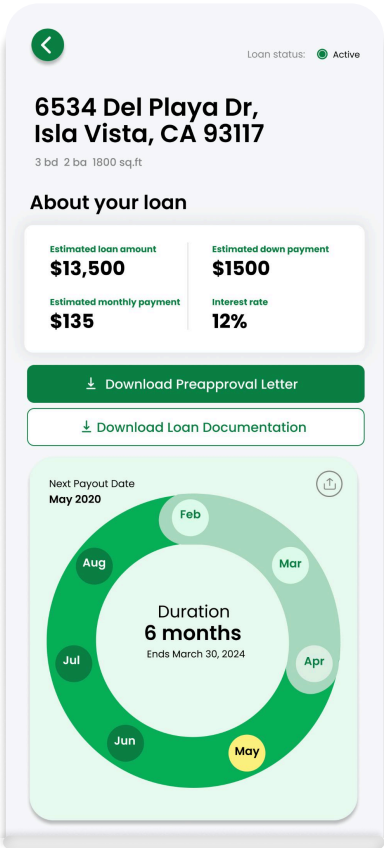 Loan status: Active
6534 Del Playa Dr,
Isla Vista, CA 93117
3 bd 2 ba 1800 sq.ft
About your loan
Estimated loan amount
$13,500
Estimated down payment
$1500
Estimated monthly payment
$135
Interest rate
12%
Download Preapproval Letter
Download Loan Documentation
Next Payout Date
May 2020
Feb
Mar
Apr
May
Jun
Jul
Aug
Duration
6 months
Ends March 30, 2024